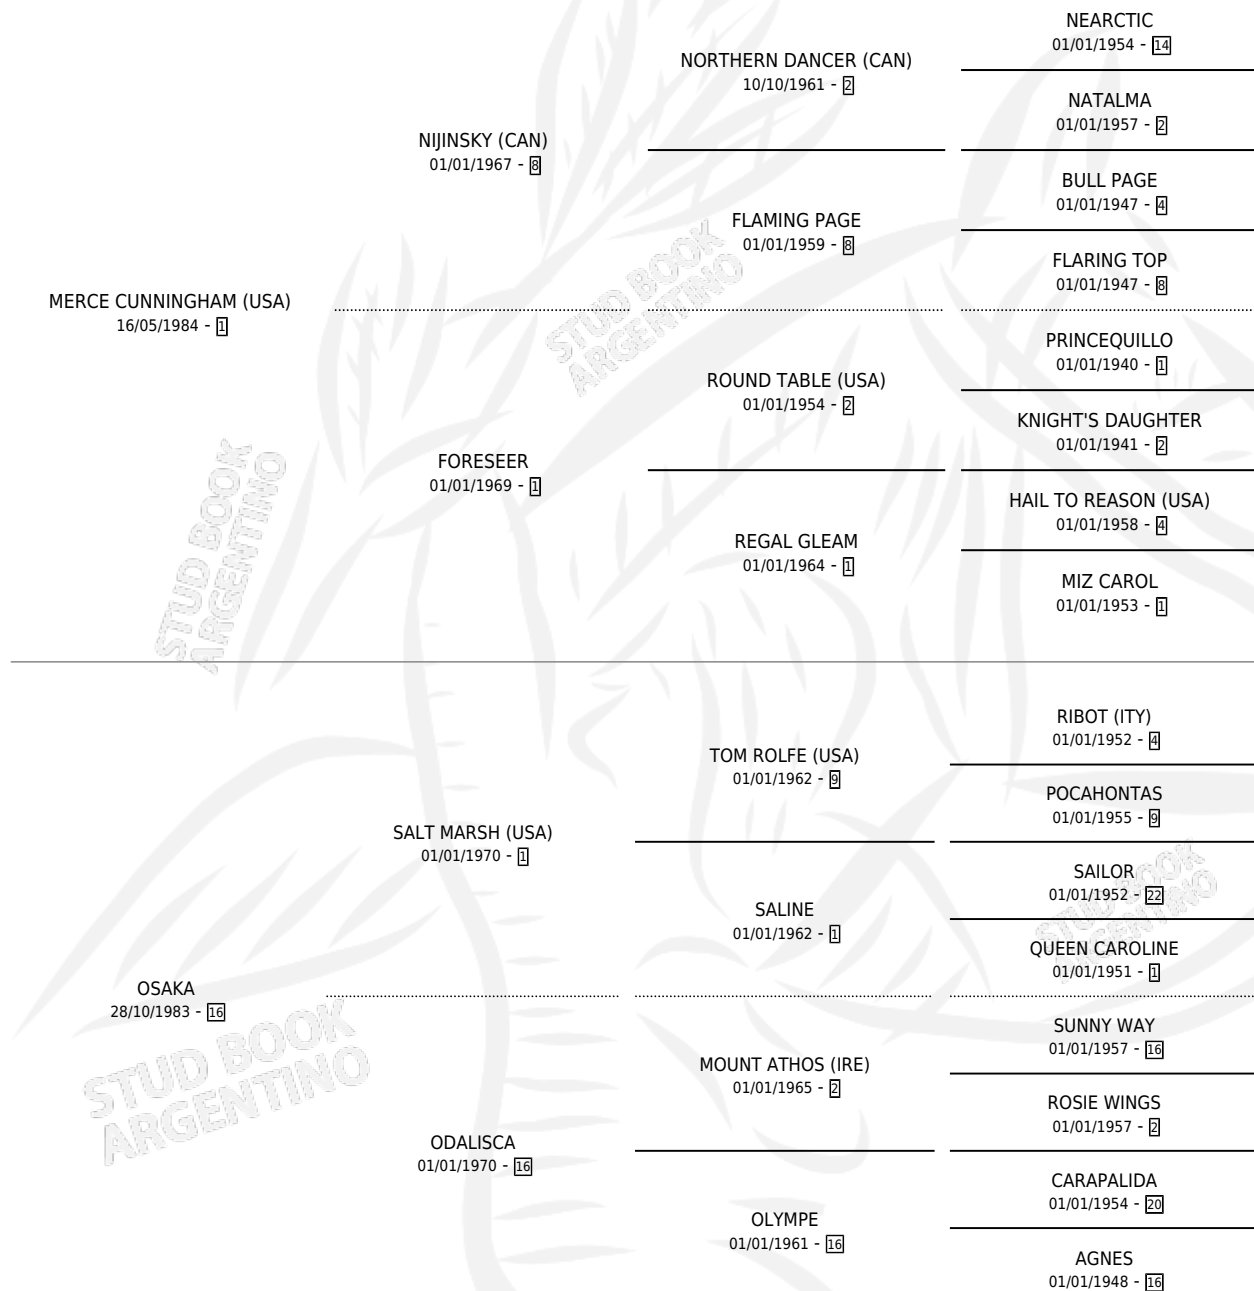 NEARCTIC
01/01/1954 - 14
NORTHERN DANCER (CAN)
10/10/1961 - 2
NATALMA
01/01/1957 - 2
NIJINSKY (CAN)
01/01/1967 - 8
BULL PAGE
01/01/1947 - 4
FLAMING PAGE
01/01/1959 - 8
FLARING TOP
01/01/1947 - 8
MERCE CUNNINGHAM (USA)
16/05/1984 - 1
PRINCEQUILLO
01/01/1940 - 1
ROUND TABLE (USA)
01/01/1954 - 2
KNIGHT'S DAUGHTER
01/01/1941 - 2
FORESEER
01/01/1969 - 1
HAIL TO REASON (USA)
01/01/1958 - 4
REGAL GLEAM
01/01/1964 - 1
MIZ CAROL
01/01/1953 - 1
RIBOT (ITY)
01/01/1952 - 4
TOM ROLFE (USA)
01/01/1962 - 9
POCAHONTAS
01/01/1955 - 9
SALT MARSH (USA)
01/01/1970 - 1
SAILOR
01/01/1952 - 22
SALINE
01/01/1962 - 1
QUEEN CAROLINE
01/01/1951 - 1
OSAKA
28/10/1983 - 16
SUNNY WAY
01/01/1957 - 16
MOUNT ATHOS (IRE)
01/01/1965 - 2
ROSIE WINGS
01/01/1957 - 2
ODALISCA
01/01/1970 - 16
CARAPALIDA
01/01/1954 - 20
OLYMPE
01/01/1961 - 16
AGNES
01/01/1948 - 16
STUD BOOK
ARGENTINO
STUD BOOK
ARGENTINO
STUD BOOK
ARGENTINO
STUD BOOK
ARGENTINO